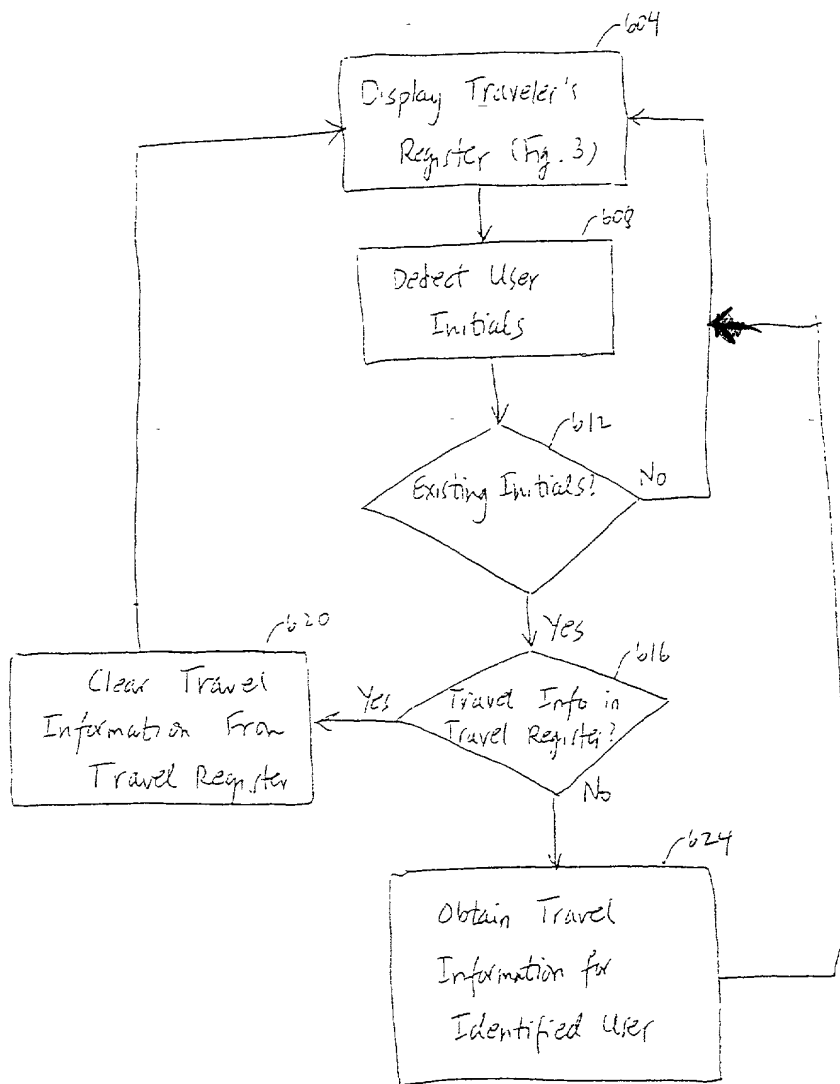 604
Display Traveler's
Register (Fig. 3)
608
Detect User
Initials
612
Existing Initials?
No
Yes
616
620
Clear Travel
Information From
Travel Register
Yes
Travel Info in
Travel Register?
No
624
Obtain Travel
Information for
Identified User